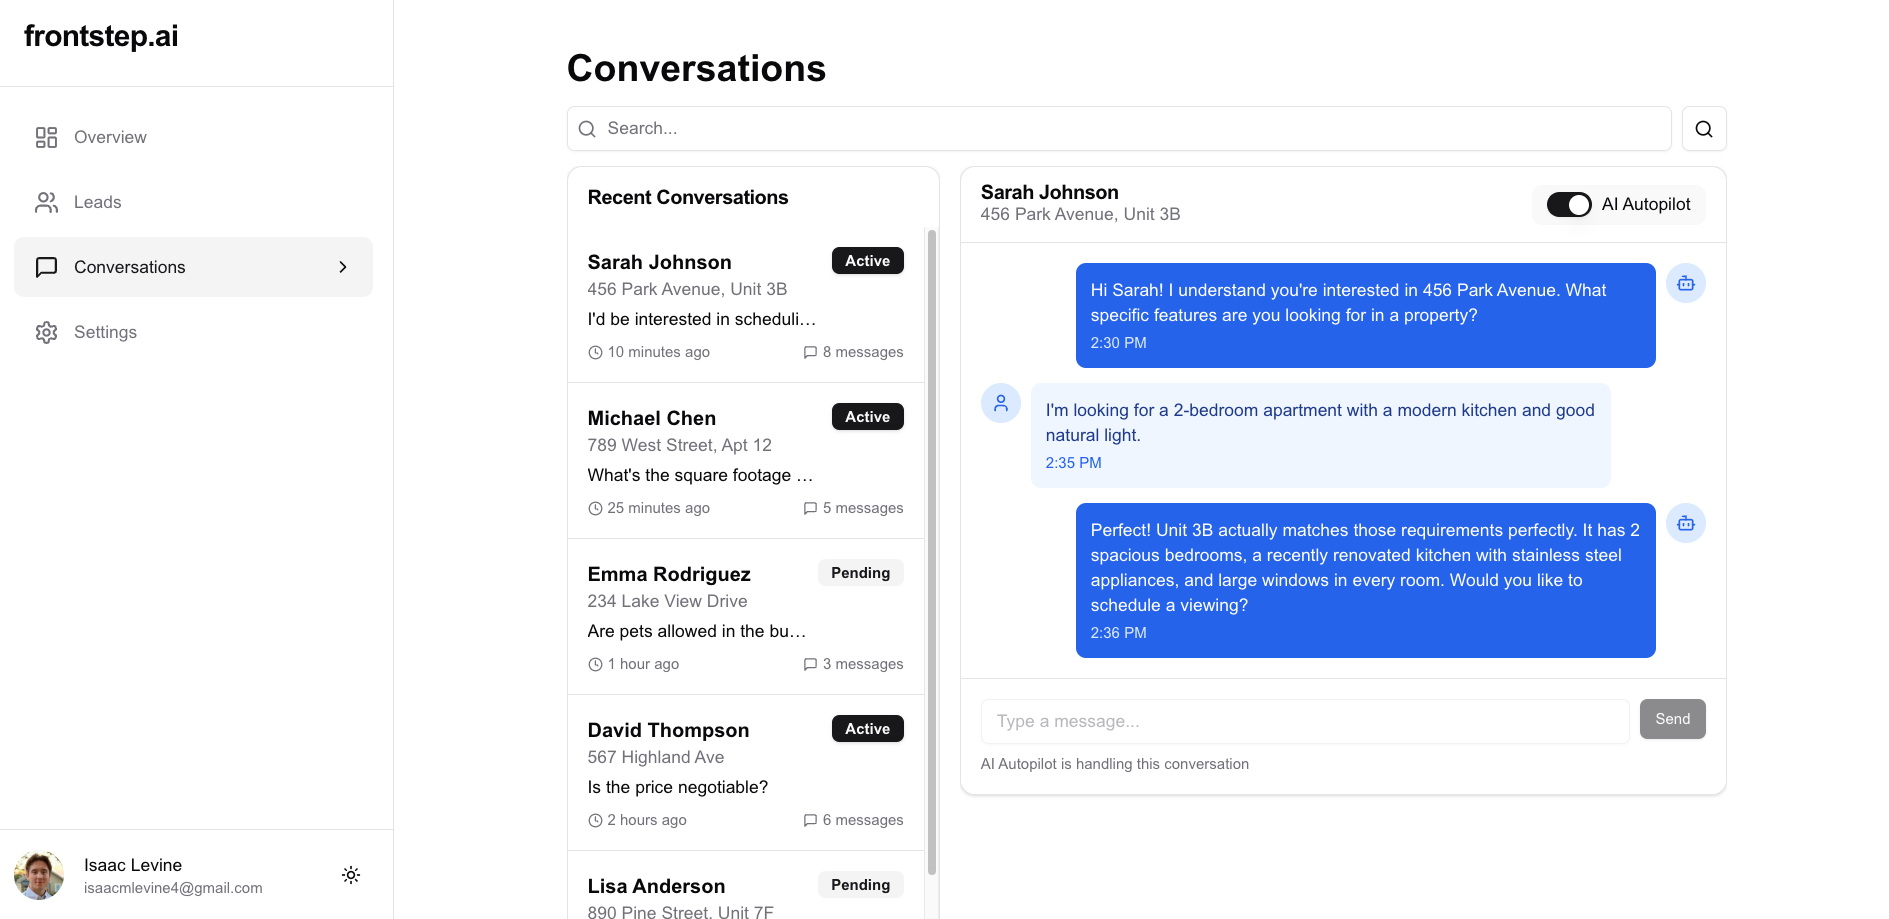 frontstep.ai
Overview
Leads
Conversations
Settings
Isaac Levine
isaacmlevine4@gmail.com
Conversations
Search...
Recent Conversations
Sarah Johnson
Active
456 Park Avenue, Unit 3B
I'd be interested in scheduli…
10 minutes ago
8 messages
Michael Chen
Active
789 West Street, Apt 12
What's the square footage …
25 minutes ago
5 messages
Emma Rodriguez
Pending
234 Lake View Drive
Are pets allowed in the bu…
1 hour ago
3 messages
David Thompson
Active
567 Highland Ave
Is the price negotiable?
2 hours ago
6 messages
Lisa Anderson
Pending
890 Pine Street, Unit 7F
Sarah Johnson
456 Park Avenue, Unit 3B
AI Autopilot
Hi Sarah! I understand you're interested in 456 Park Avenue. What
specific features are you looking for in a property?
2:30 PM
I'm looking for a 2-bedroom apartment with a modern kitchen and good
natural light.
2:35 PM
Perfect! Unit 3B actually matches those requirements perfectly. It has 2
spacious bedrooms, a recently renovated kitchen with stainless steel
appliances, and large windows in every room. Would you like to
schedule a viewing?
2:36 PM
Type a message...
Send
AI Autopilot is handling this conversation